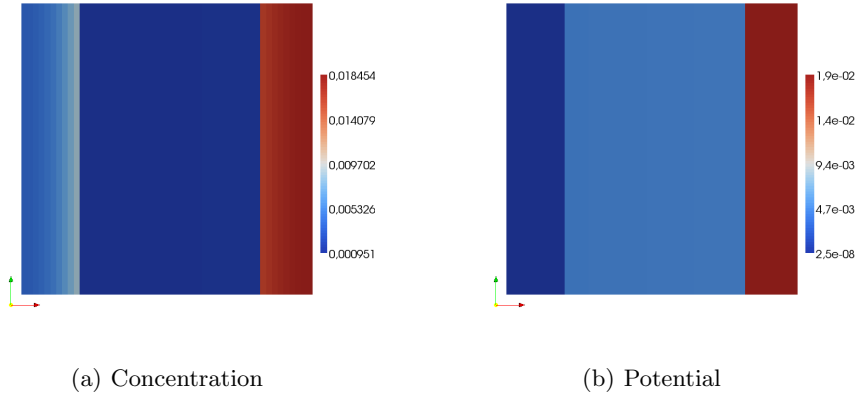 0,018454
0,014079
0,009702
0,005326
0,000951
1,9e-02
1,4e-02
9,4e-03
4,7e-03
2,5e-08
(a) Concentration
(b) Potential